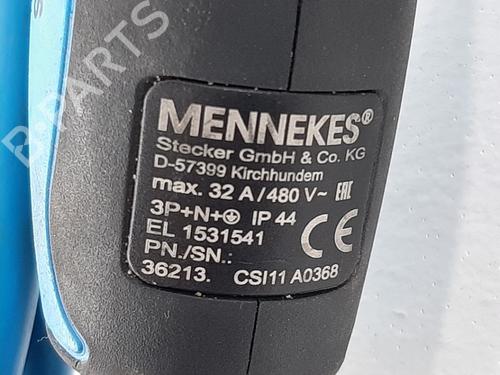 MENNEKES®
Stecker GmbH & Co. KG
D-57399 Kirchhundem
max. 32 A/480 V~ EAC
3P+N+⏚ IP 44
EL 1531541 CE
PN./SN.:
36213. CSI11 A0368
B-PARTS